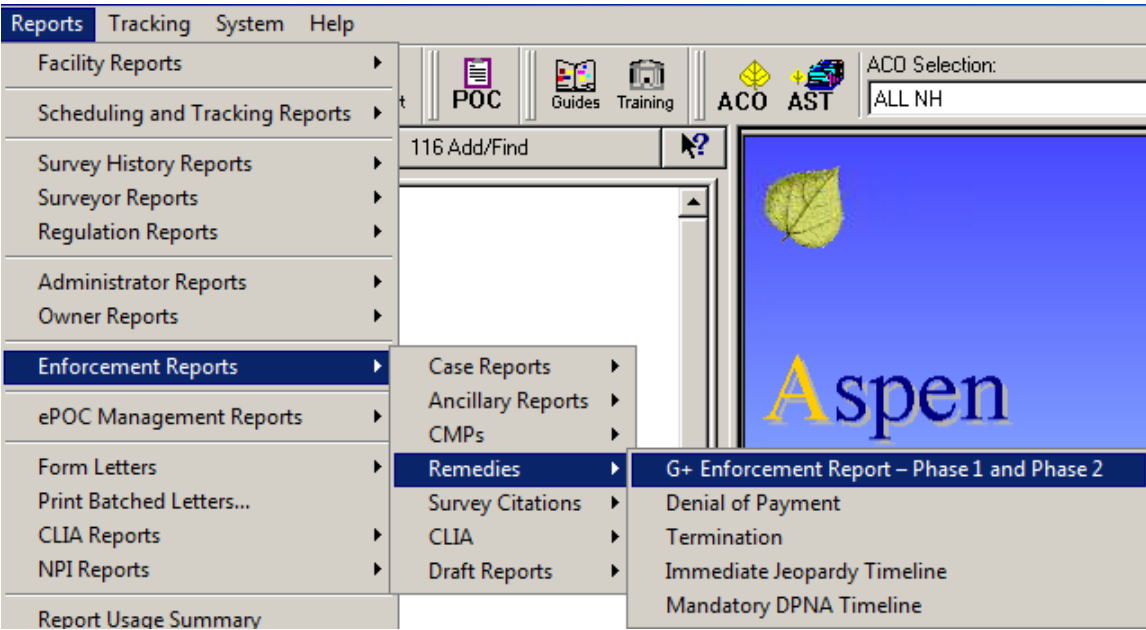 Reports Tracking System Help
Facility Reports
Scheduling and Tracking Reports
Survey History Reports
Surveyor Reports
Regulation Reports
Administrator Reports
Owner Reports
Enforcement Reports
ePOC Management Reports
Form Letters
Print Batched Letters...
CLIA Reports
NPI Reports
Report Usage Summary
t POC Guides Training ACO AST
ACO Selection:
ALL NH
116 Add/Find
Aspen
Case Reports
Ancillary Reports
CMPs
Remedies
Survey Citations
CLIA
Draft Reports
G+ Enforcement Report – Phase 1 and Phase 2
Denial of Payment
Termination
Immediate Jeopardy Timeline
Mandatory DPNA Timeline